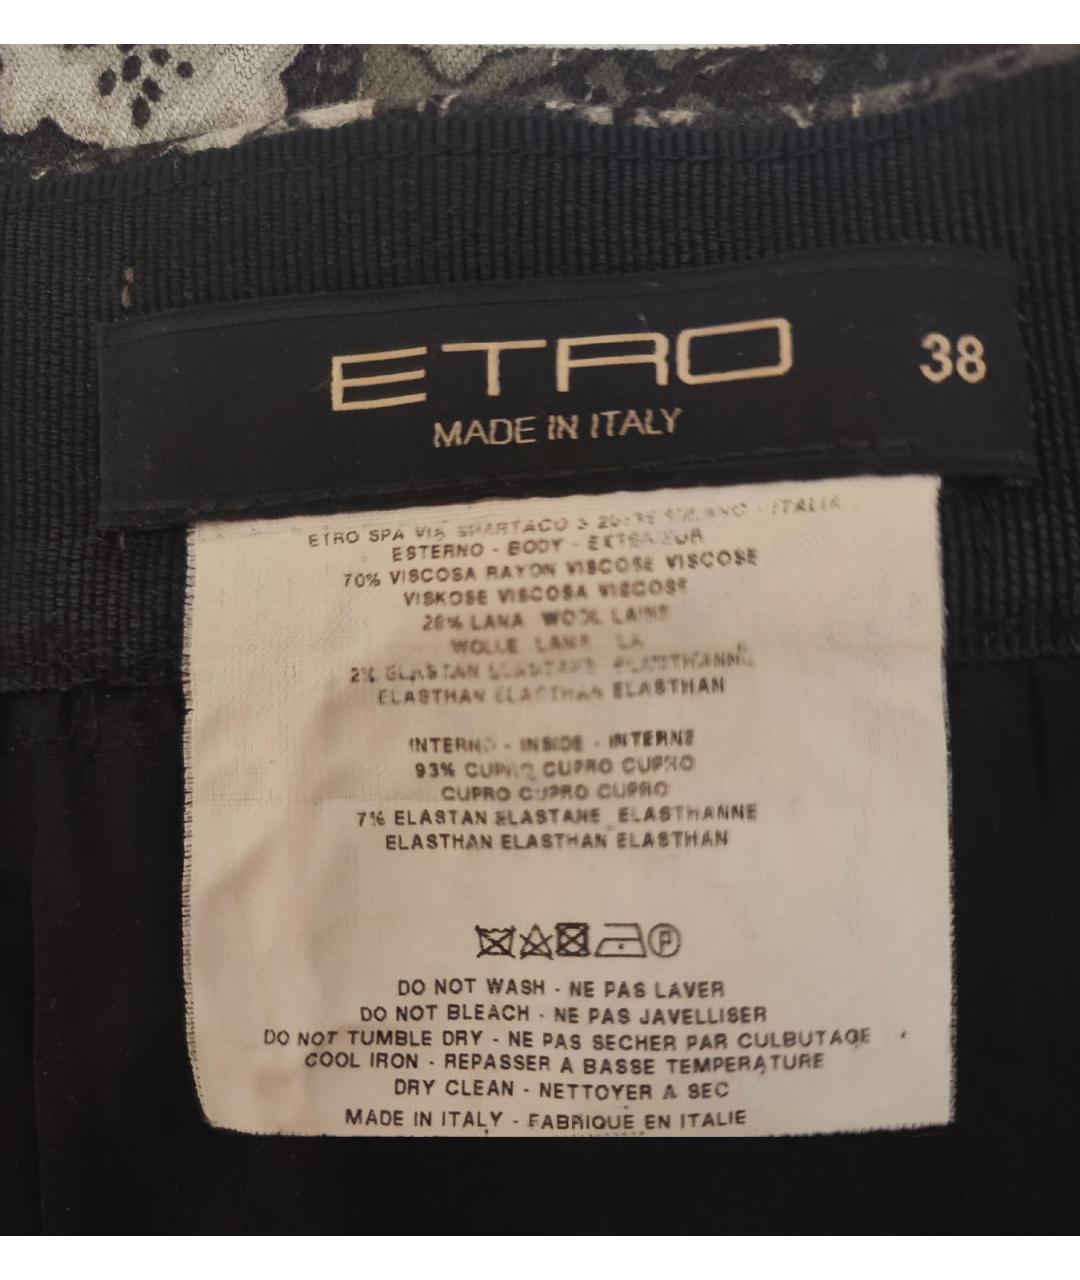 ETRO 38
MADE IN ITALY
ETRO SPA VIA SPARTACO 3 ITALIA
ESTERNO - BODY - EXTERIEUR
70% VISCOSA RAYON VISCOSE VISCOSE
VISKOSE VISCOSA VISCOSE
28% LANA WOOL LAINE
WOLLE LANA
2% ELASTAN ELASTANE ELASTHANNE
ELASTHAN ELASTHAN ELASTHAN
INTERNO - INSIDE - INTERNE
93% CUPRO CUPRO CUPRO
CUPRO CUPRO CUPRO
7% ELASTAN ELASTANE ELASTHANNE
ELASTHAN ELASTHAN ELASTHAN
P
DO NOT WASH - NE PAS LAVER
DO NOT BLEACH - NE PAS JAVELLISER
DO NOT TUMBLE DRY - NE PAS SECHER PAR CULBUTAGE
COOL IRON - REPASSER A BASSE TEMPERATURE
DRY CLEAN - NETTOYER A SEC
MADE IN ITALY - FABRIQUE EN ITALIE